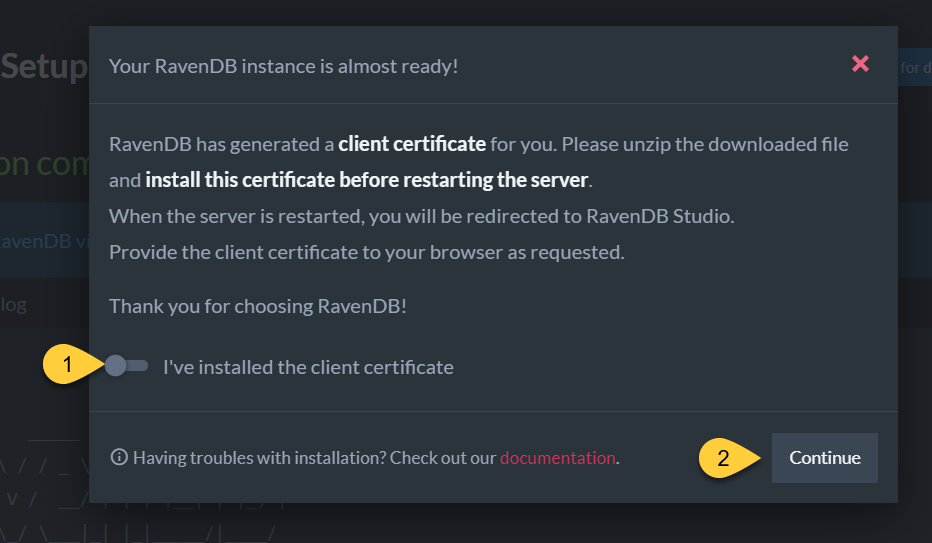 Setup
Your RavenDB instance is almost ready!
for d
on com
RavenDB has generated a client certificate for you. Please unzip the downloaded file
and install this certificate before restarting the server.
When the server is restarted, you will be redirected to RavenDB Studio.
avenDB vi
Provide the client certificate to your browser as requested.
log
Thank you for choosing RavenDB!
1
I've installed the client certificate
Having troubles with installation? Check out our documentation.
2
Continue